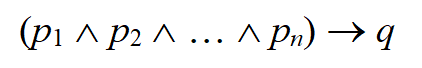 (p₁ ∧ p₂ ∧ … ∧ pₙ) → q